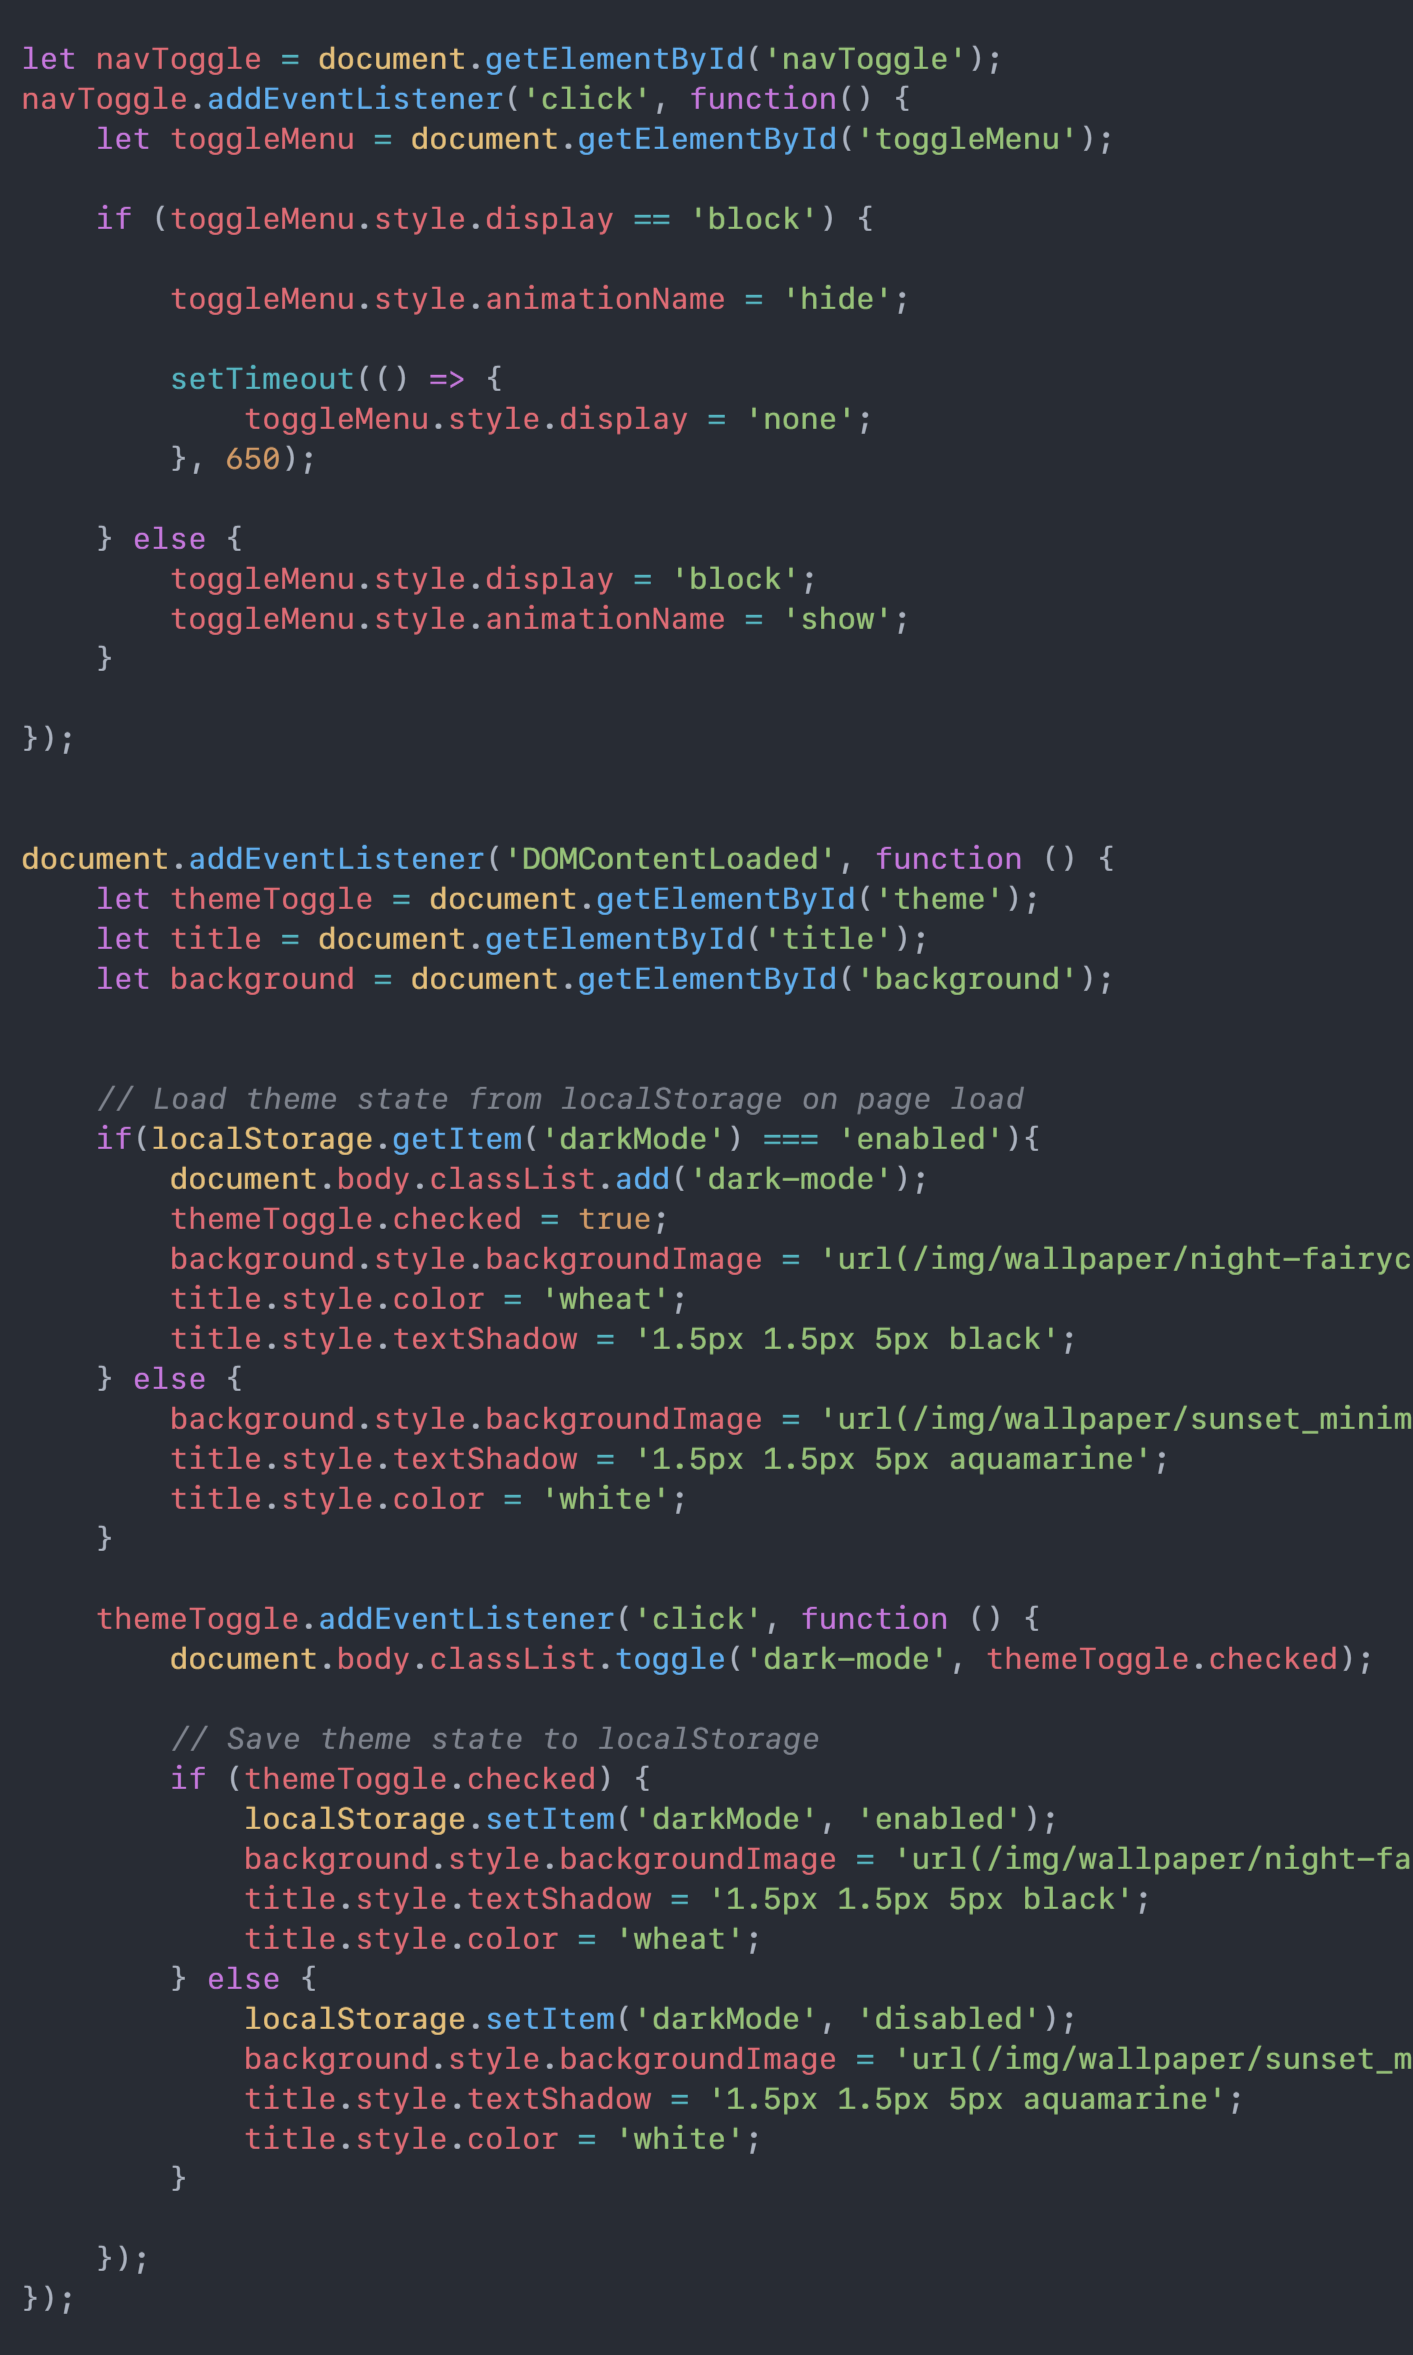 let navToggle = document.getElementById('navToggle');
navToggle.addEventListener('click', function() {
    let toggleMenu = document.getElementById('toggleMenu');

    if (toggleMenu.style.display == 'block') {

        toggleMenu.style.animationName = 'hide';

        setTimeout(() => {
            toggleMenu.style.display = 'none';
        }, 650);

    } else {
        toggleMenu.style.display = 'block';
        toggleMenu.style.animationName = 'show';
    }

});


document.addEventListener('DOMContentLoaded', function () {
    let themeToggle = document.getElementById('theme');
    let title = document.getElementById('title');
    let background = document.getElementById('background');


    // Load theme state from localStorage on page load
    if(localStorage.getItem('darkMode') === 'enabled'){
        document.body.classList.add('dark-mode');
        themeToggle.checked = true;
        background.style.backgroundImage = 'url(/img/wallpaper/night-fairyc
        title.style.color = 'wheat';
        title.style.textShadow = '1.5px 1.5px 5px black';
    } else {
        background.style.backgroundImage = 'url(/img/wallpaper/sunset_minim
        title.style.textShadow = '1.5px 1.5px 5px aquamarine';
        title.style.color = 'white';
    }

    themeToggle.addEventListener('click', function () {
        document.body.classList.toggle('dark-mode', themeToggle.checked);

        // Save theme state to localStorage
        if (themeToggle.checked) {
            localStorage.setItem('darkMode', 'enabled');
            background.style.backgroundImage = 'url(/img/wallpaper/night-fa
            title.style.textShadow = '1.5px 1.5px 5px black';
            title.style.color = 'wheat';
        } else {
            localStorage.setItem('darkMode', 'disabled');
            background.style.backgroundImage = 'url(/img/wallpaper/sunset_m
            title.style.textShadow = '1.5px 1.5px 5px aquamarine';
            title.style.color = 'white';
        }

    });
});